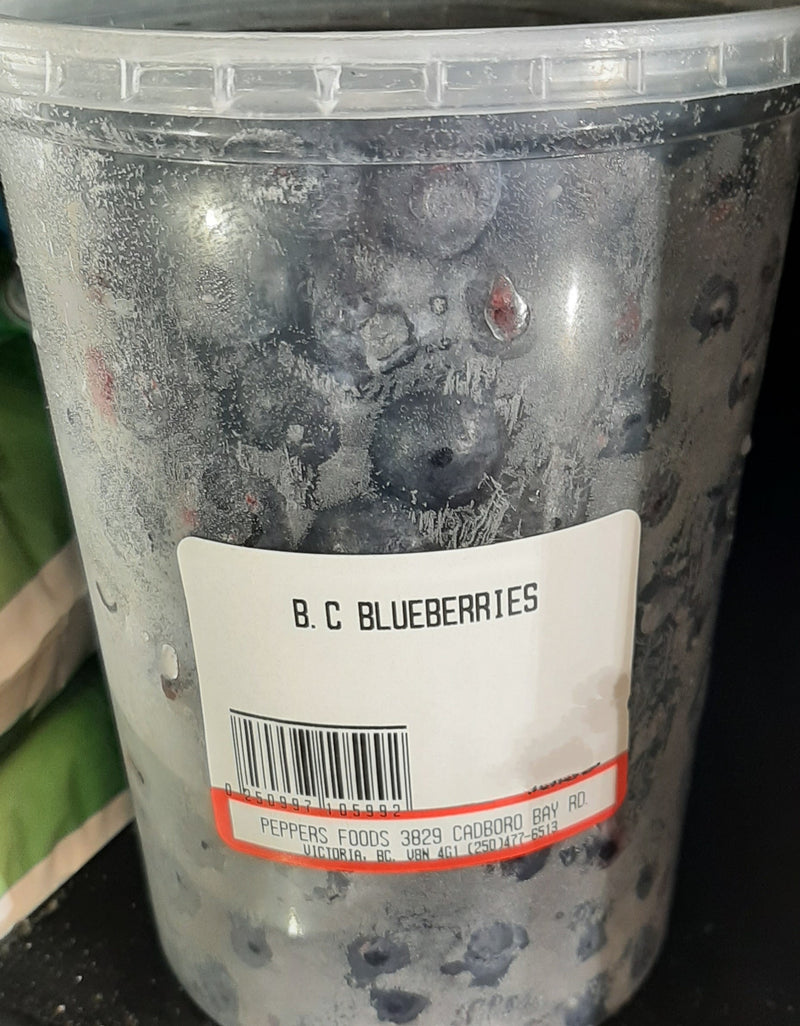 B. C BLUEBERRIES
0 250997 105992
PEPPERS FOODS 3829 CADBORO BAY RD.
VICTORIA, BC. V8N 4G1 (250)477-6513